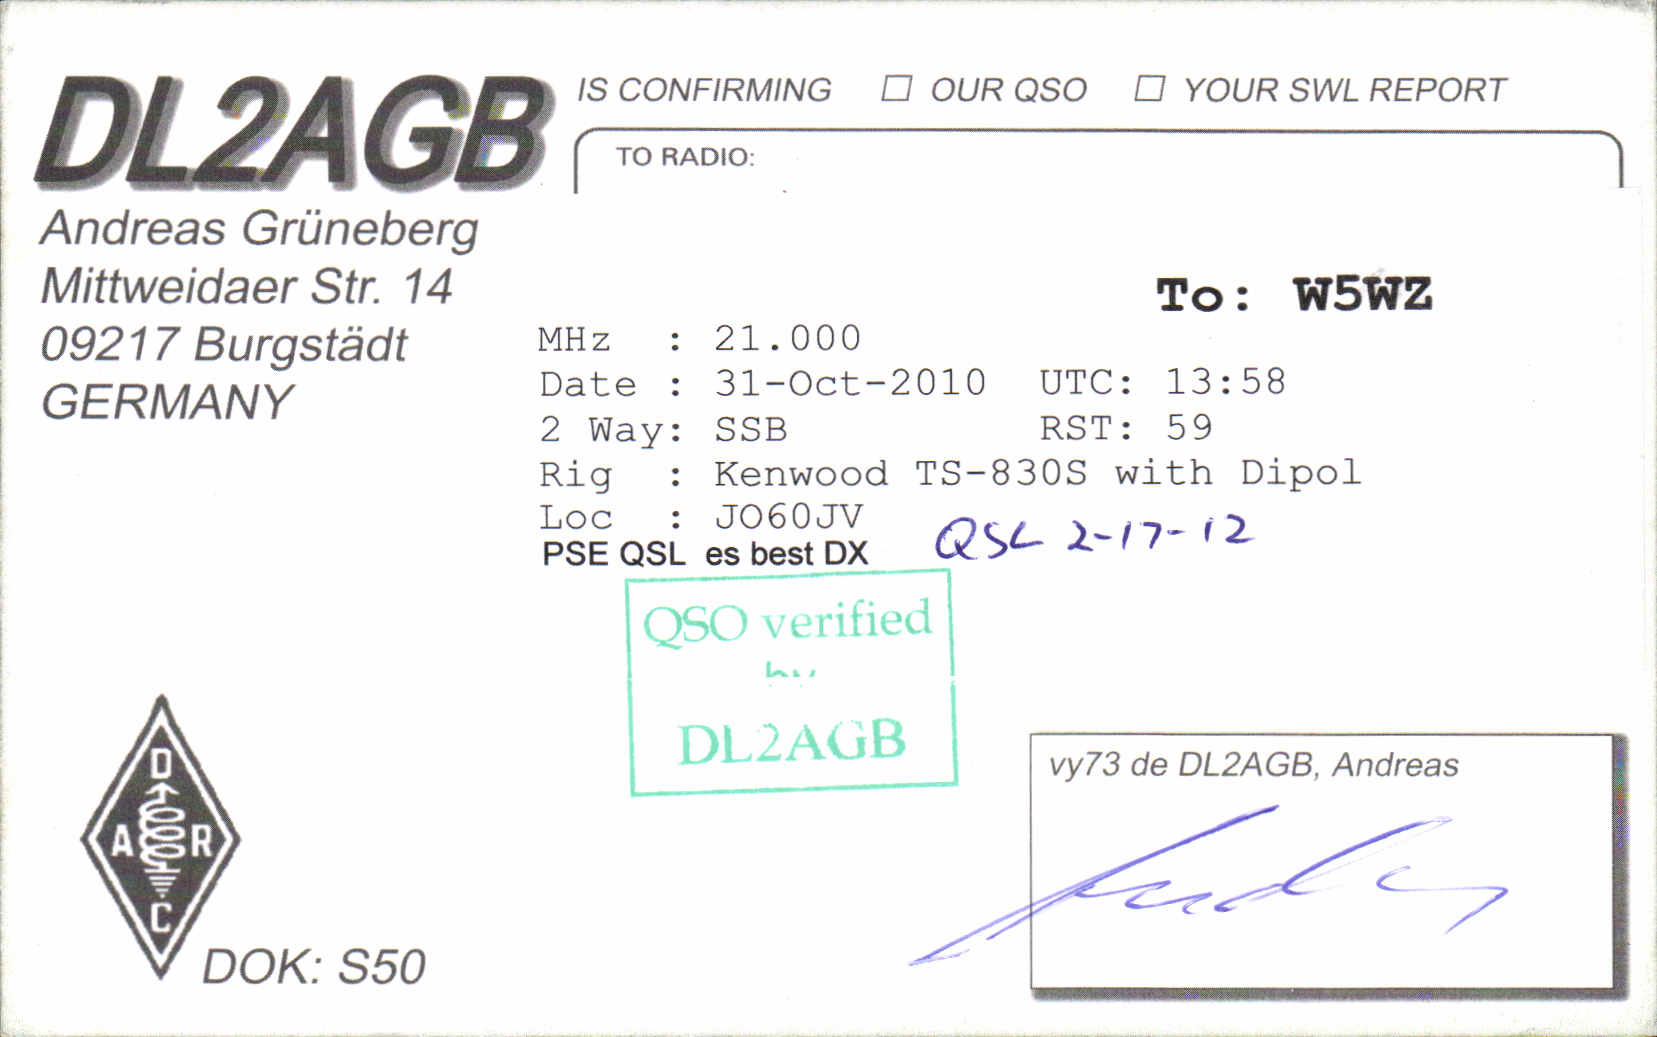 DL2AGB
IS CONFIRMING ☐ OUR QSO ☐ YOUR SWL REPORT
TO RADIO:
Andreas Grüneberg
Mittweidaer Str. 14
09217 Burgstädt
GERMANY
To: W5WZ
MHz : 21.000
Date : 31-Oct-2010 UTC: 13:58
2 Way: SSB RST: 59
Rig : Kenwood TS-830S with Dipol
Loc : JO60JV
PSE QSL es best DX
QSL 2-17-12
QSO verified
by
DL2AGB
D
A R
C
DOK: S50
vy73 de DL2AGB, Andreas